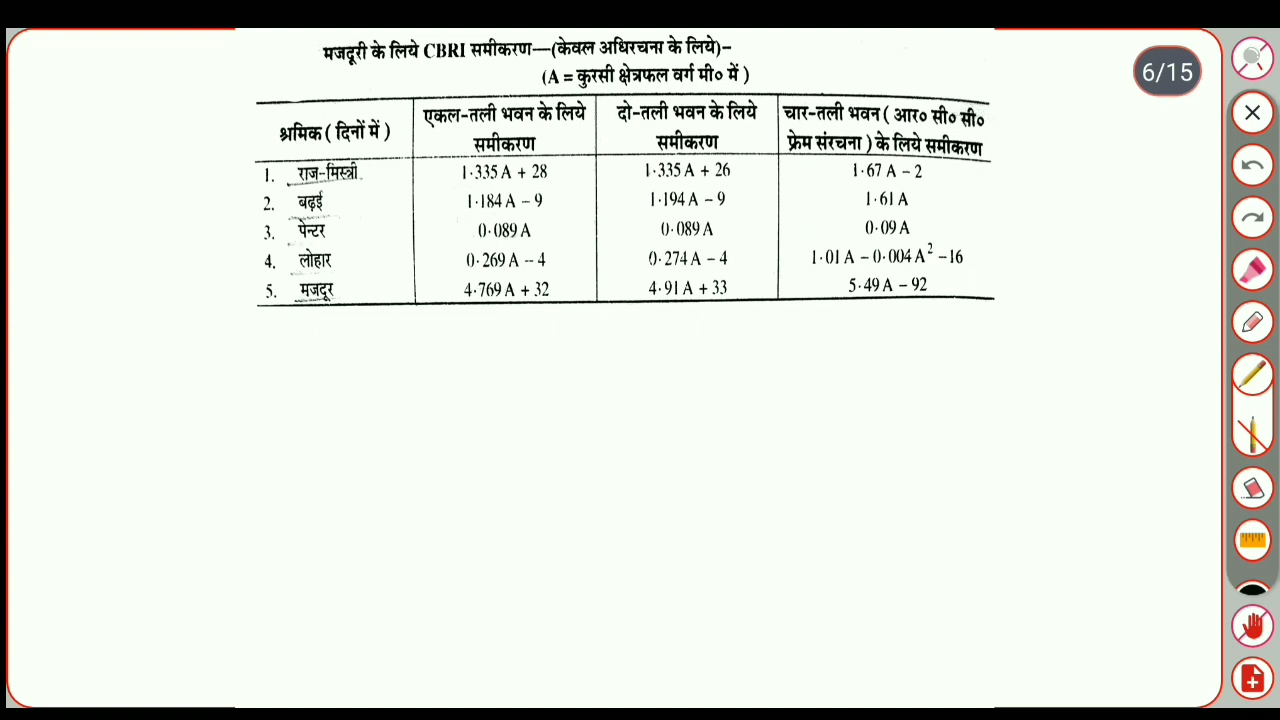 मजदूरी के लिये CBRI समीकरण—(केवल अधिरचना के लिये)–
(A = कुरसी क्षेत्रफल वर्ग मी० में )
6/15
श्रमिक ( दिनों में ) एकल-तली भवन के लिये समीकरण दो-तली भवन के लिये समीकरण चार-तली भवन ( आर० सी० सी० फ्रेम संरचना ) के लिये समीकरण
1. राज-मिस्त्री 1·335 A + 28 1·335 A + 26 1·67 A – 2
2. बढ़ई 1·184 A – 9 1·194 A – 9 1·61 A
3. पेन्टर 0·089 A 0·089 A 0·09 A
4. लोहार 0·269 A – 4 0·274 A – 4 1·01 A – 0·004 A² –16
5. मजदूर 4·769 A + 32 4·91 A + 33 5·49 A – 92